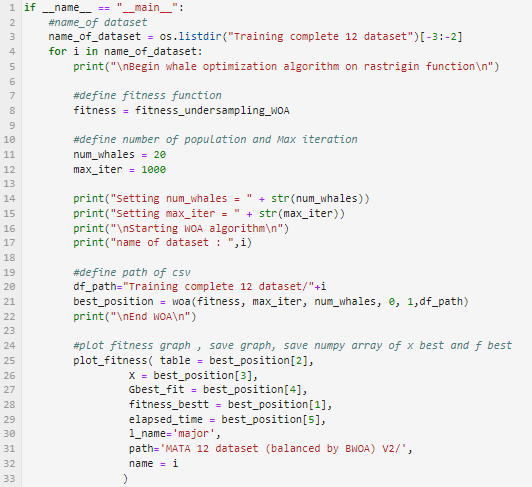 1 if __name__ == "__main__":
2 #name_of dataset
3 name_of_dataset = os.listdir("Training complete 12 dataset")[-3:-2]
4 for i in name_of_dataset:
5 print("\nBegin whale optimization algorithm on rastrigin function\n")
6
7 #define fitness function
8 fitness = fitness_undersampling_WOA
9
10 #define number of population and Max iteration
11 num_whales = 20
12 max_iter = 1000
13
14 print("Setting num_whales = " + str(num_whales))
15 print("Setting max_iter = " + str(max_iter))
16 print("\nStarting WOA algorithm\n")
17 print("name of dataset : ",i)
18
19 #define path of csv
20 df_path="Training complete 12 dataset/"+i
21 best_position = woa(fitness, max_iter, num_whales, 0, 1,df_path)
22 print("\nEnd WOA\n")
23
24 #plot fitness graph , save graph, save numpy array of x best and f best
25 plot_fitness( table = best_position[2],
26 X = best_position[3],
27 Gbest_fit = best_position[4],
28 fitness_bestt = best_position[1],
29 elapsed_time = best_position[5],
30 l_name='major',
31 path='MATA 12 dataset (balanced by BWOA) V2/',
32 name = i
33 )